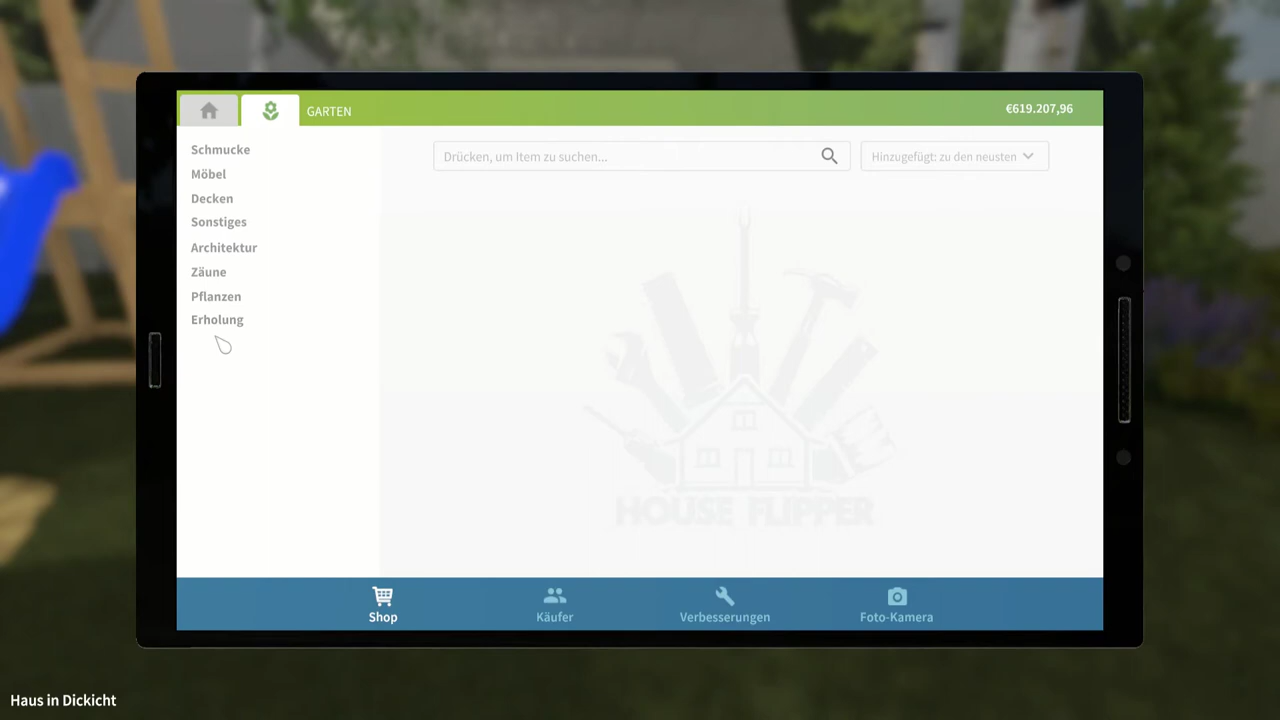 GARTEN
€619.207,96
Schmucke
Möbel
Decken
Sonstiges
Architektur
Zäune
Pflanzen
Erholung
Drücken, um Item zu suchen...
Hinzugefügt: zu den neusten
HOUSE FLIPPER
Shop
Käufer
Verbesserungen
Foto-Kamera
Haus in Dickicht